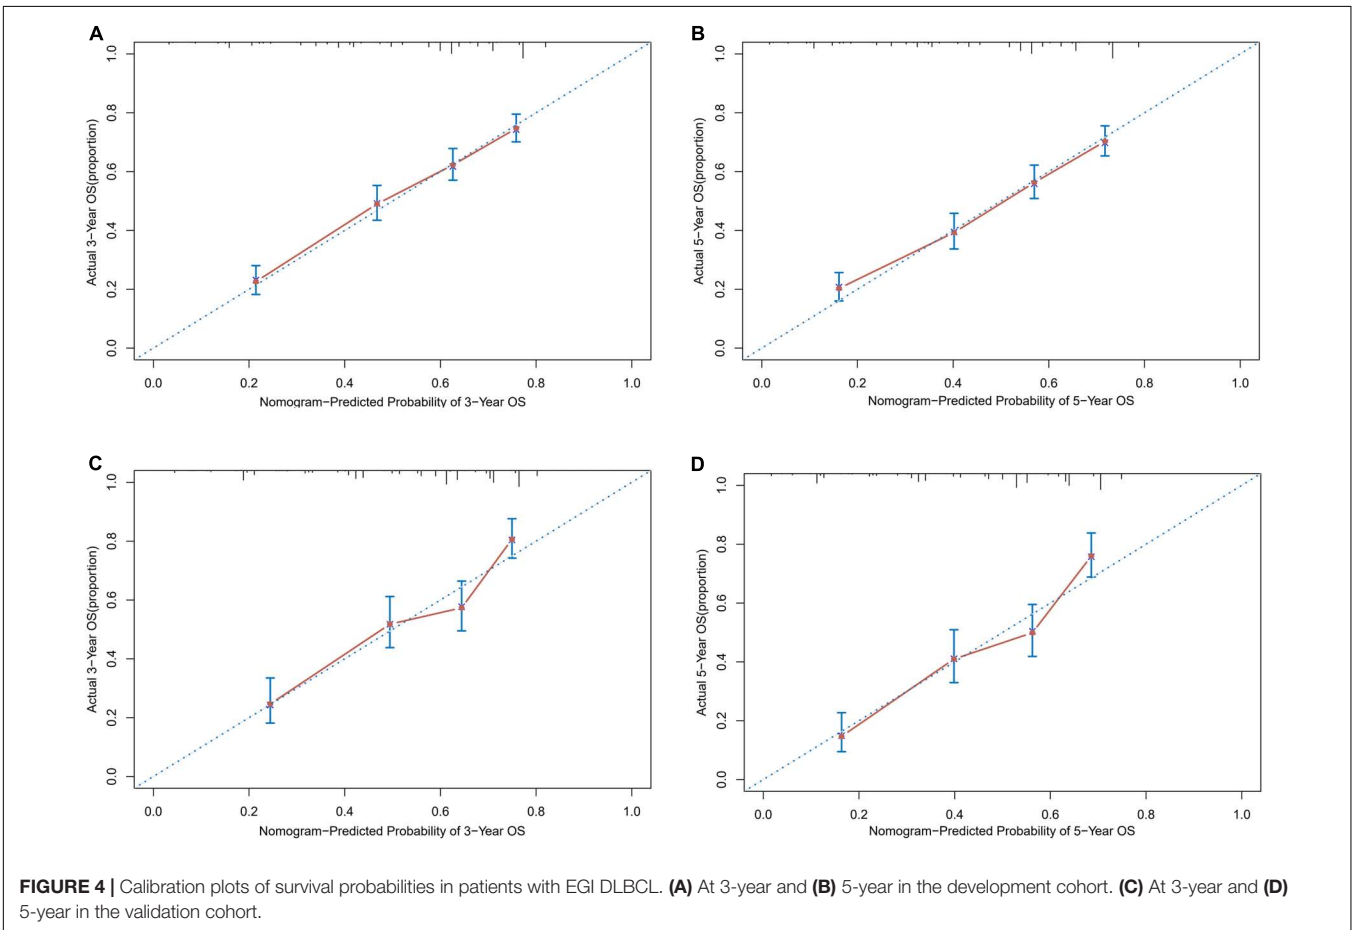 A
1.0
0.8
0.6
0.4
0.2
0.0
Actual 3−Year OS(proportion)
0.0 0.2 0.4 0.6 0.8 1.0
Nomogram−Predicted Probability of 3−Year OS
B
1.0
0.8
0.6
0.4
0.2
0.0
Actual 5−Year OS(proportion)
0.0 0.2 0.4 0.6 0.8 1.0
Nomogram−Predicted Probability of 5−Year OS
C
1.0
0.8
0.6
0.4
0.2
0.0
Actual 3−Year OS(proportion)
0.0 0.2 0.4 0.6 0.8 1.0
Nomogram−Predicted Probability of 3−Year OS
D
1.0
0.8
0.6
0.4
0.2
0.0
Actual 5−Year OS(proportion)
0.0 0.2 0.4 0.6 0.8 1.0
Nomogram−Predicted Probability of 5−Year OS
FIGURE 4 | Calibration plots of survival probabilities in patients with EGI DLBCL. (A) At 3-year and (B) 5-year in the development cohort. (C) At 3-year and (D)
5-year in the validation cohort.